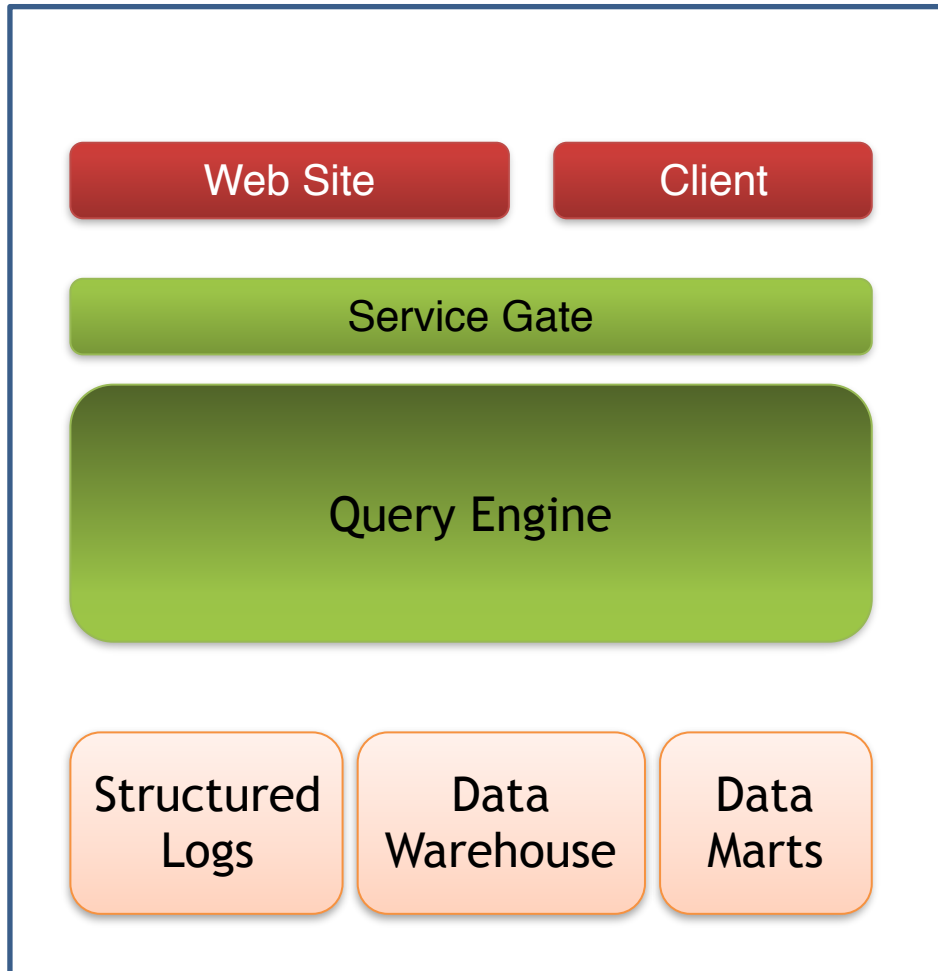 Web Site
Client
Service Gate
Query Engine
Structured
Logs
Data
Warehouse
Data
Marts